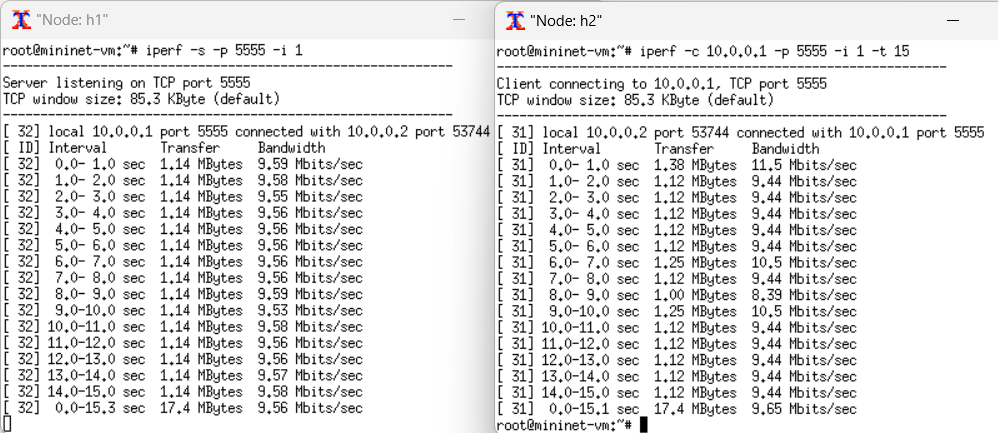 "Node: h1"
root@mininet-vm:~# iperf -s -p 5555 -i 1
------------------------------------------------------------
Server listening on TCP port 5555
TCP window size: 85.3 KByte (default)
------------------------------------------------------------
[ 32] local 10.0.0.1 port 5555 connected with 10.0.0.2 port 53744
[ ID] Interval       Transfer     Bandwidth
[ 32]  0.0- 1.0 sec  1.14 MBytes  9.59 Mbits/sec
[ 32]  1.0- 2.0 sec  1.14 MBytes  9.58 Mbits/sec
[ 32]  2.0- 3.0 sec  1.14 MBytes  9.55 Mbits/sec
[ 32]  3.0- 4.0 sec  1.14 MBytes  9.56 Mbits/sec
[ 32]  4.0- 5.0 sec  1.14 MBytes  9.56 Mbits/sec
[ 32]  5.0- 6.0 sec  1.14 MBytes  9.56 Mbits/sec
[ 32]  6.0- 7.0 sec  1.14 MBytes  9.56 Mbits/sec
[ 32]  7.0- 8.0 sec  1.14 MBytes  9.56 Mbits/sec
[ 32]  8.0- 9.0 sec  1.14 MBytes  9.59 Mbits/sec
[ 32]  9.0-10.0 sec  1.14 MBytes  9.53 Mbits/sec
[ 32] 10.0-11.0 sec  1.14 MBytes  9.58 Mbits/sec
[ 32] 11.0-12.0 sec  1.14 MBytes  9.56 Mbits/sec
[ 32] 12.0-13.0 sec  1.14 MBytes  9.56 Mbits/sec
[ 32] 13.0-14.0 sec  1.14 MBytes  9.57 Mbits/sec
[ 32] 14.0-15.0 sec  1.14 MBytes  9.58 Mbits/sec
[ 32]  0.0-15.3 sec  17.4 MBytes  9.56 Mbits/sec
"Node: h2"
root@mininet-vm:~# iperf -c 10.0.0.1 -p 5555 -i 1 -t 15
------------------------------------------------------------
Client connecting to 10.0.0.1, TCP port 5555
TCP window size: 85.3 KByte (default)
------------------------------------------------------------
[ 31] local 10.0.0.2 port 53744 connected with 10.0.0.1 port 5555
[ ID] Interval       Transfer     Bandwidth
[ 31]  0.0- 1.0 sec  1.38 MBytes  11.5 Mbits/sec
[ 31]  1.0- 2.0 sec  1.12 MBytes  9.44 Mbits/sec
[ 31]  2.0- 3.0 sec  1.12 MBytes  9.44 Mbits/sec
[ 31]  3.0- 4.0 sec  1.12 MBytes  9.44 Mbits/sec
[ 31]  4.0- 5.0 sec  1.12 MBytes  9.44 Mbits/sec
[ 31]  5.0- 6.0 sec  1.12 MBytes  9.44 Mbits/sec
[ 31]  6.0- 7.0 sec  1.25 MBytes  10.5 Mbits/sec
[ 31]  7.0- 8.0 sec  1.12 MBytes  9.44 Mbits/sec
[ 31]  8.0- 9.0 sec  1.00 MBytes  8.39 Mbits/sec
[ 31]  9.0-10.0 sec  1.25 MBytes  10.5 Mbits/sec
[ 31] 10.0-11.0 sec  1.12 MBytes  9.44 Mbits/sec
[ 31] 11.0-12.0 sec  1.12 MBytes  9.44 Mbits/sec
[ 31] 12.0-13.0 sec  1.12 MBytes  9.44 Mbits/sec
[ 31] 13.0-14.0 sec  1.12 MBytes  9.44 Mbits/sec
[ 31] 14.0-15.0 sec  1.12 MBytes  9.44 Mbits/sec
[ 31]  0.0-15.1 sec  17.4 MBytes  9.65 Mbits/sec
root@mininet-vm:~#